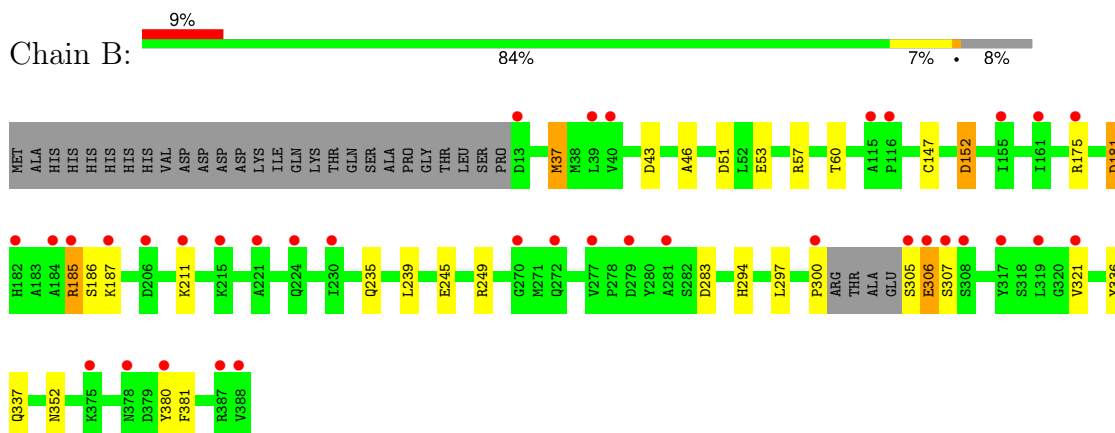 9%
Chain B:
84% 7% • 8%
MET ALA HIS HIS HIS HIS HIS HIS VAL ASP ASP ASP ASP LYS ILE GLN LYS THR GLN SER ALA PRO GLY THR LEU SER PRO D13 M37 M38 L39 V40 D43 A46 D51 L52 E53 R57 T60 A115 P116 C147 D152 I155 I161 R175 D181
H182 A183 A184 R185 S186 K187 D206 K211 K215 A221 Q224 I230 Q235 L239 E245 R249 G270 M271 Q272 V277 P278 D279 Y280 A281 S282 D283 H294 L297 P300 ARG THR ALA GLU S305 E306 S307 S308 Y317 S318 L319 G320 V321
Q337 N352 K375 N378 D379 Y380 F381 R387 V388